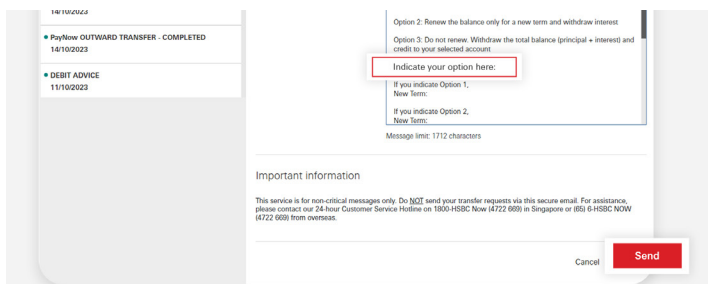 14/10/2023
PayNow OUTWARD TRANSFER - COMPLETED
14/10/2023
DEBIT ADVICE
11/10/2023
Option 2: Renew the balance only for a new term and withdraw interest
Option 3: Do not renew. Withdraw the total balance (principal + interest) and
credit to your selected account
Indicate your option here:
If you indicate Option 1,
New Term:
If you indicate Option 2,
New Term:
Message limit: 1712 characters
Important information
This service is for non-critical messages only. Do NOT send your transfer requests via this secure email. For assistance,
please contact our 24-hour Customer Service Hotline on 1800-HSBC Now (4722 669) in Singapore or (65) 6-HSBC NOW
(4722 669) from overseas.
Cancel
Send